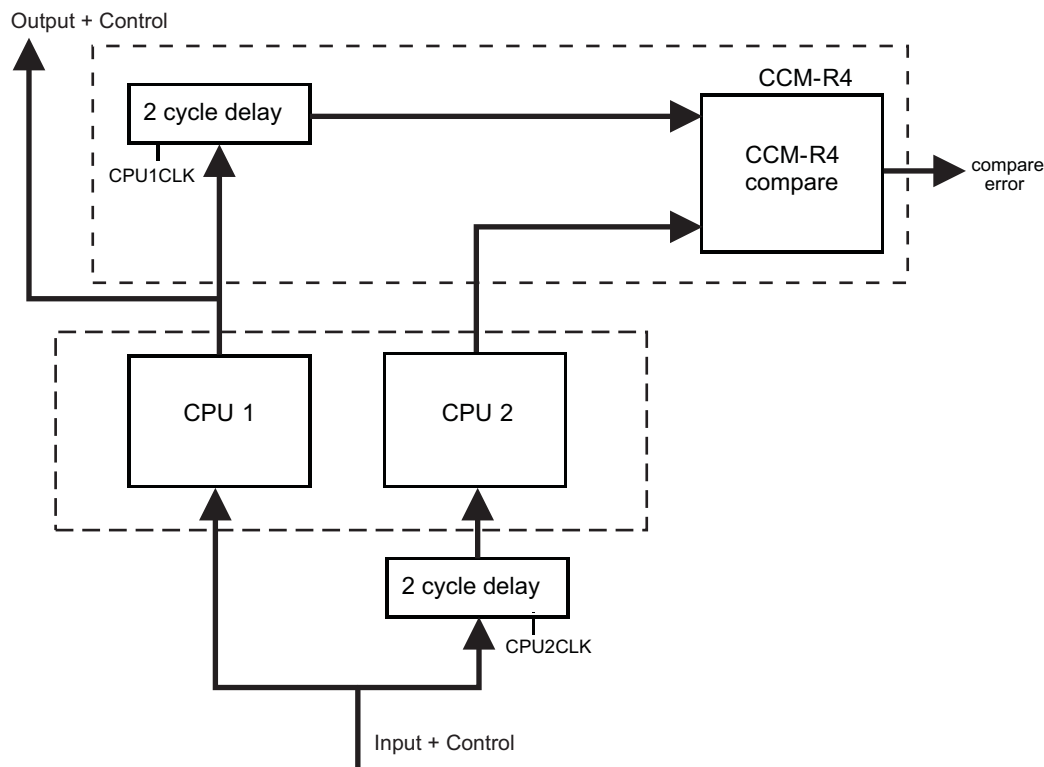 Output + Control
CCM-R4
2 cycle delay
CPU1CLK
CCM-R4
compare
compare
error
CPU 1
CPU 2
2 cycle delay
CPU2CLK
Input + Control